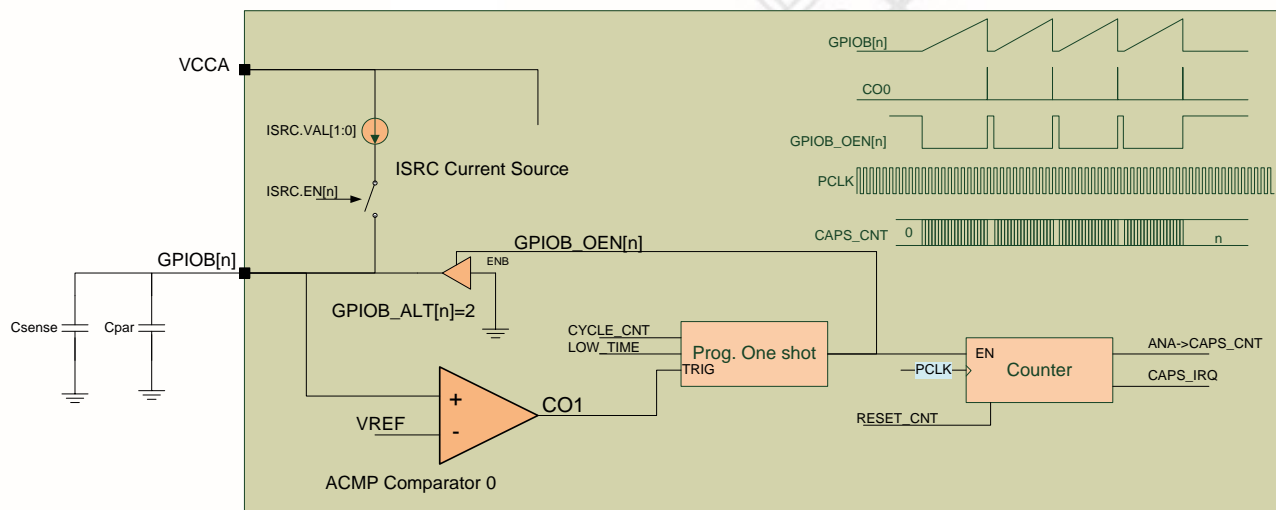 GPIOB[n]
VCCA
CO0
ISRC.VAL[1:0]
GPIOB_OEN[n]
ISRC Current Source
PCLK
ISRC.EN[n]
CAPS_CNT
0
n
GPIOB_OEN[n]
GPIOB[n]
ENB
GPIOB_ALT[n]=2
Csense
Cpar
CYCLE_CNT
LOW_TIME
Prog. One shot
TRIG
EN
ANA->CAPS_CNT
PCLK
Counter
CAPS_IRQ
+
CO1
VREF
-
RESET_CNT
ACMP Comparator 0